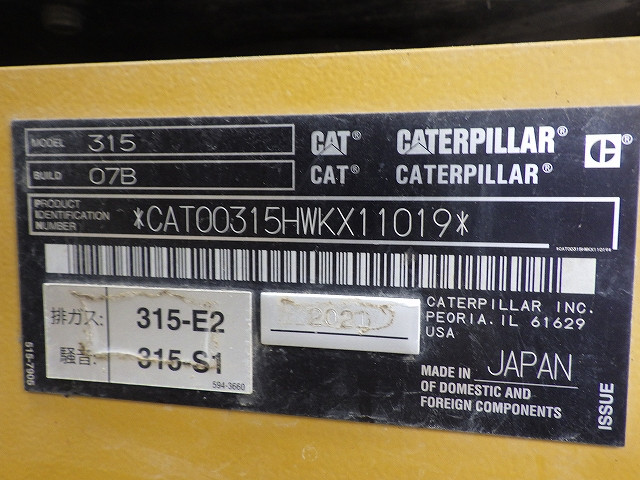 MODEL 315 CAT® CATERPILLAR®
BUILD 07B CAT® CATERPILLAR®
PRODUCT
IDENTIFICATION
NUMBER *CAT00315HWKX11019*
排ガス: 315-E2
騒音: 315-S1
594-3660
CATERPILLAR INC.
PEORIA. IL 61629
USA
MADE IN JAPAN
OF DOMESTIC AND
FOREIGN COMPONENTS
515-7905
ISSUE